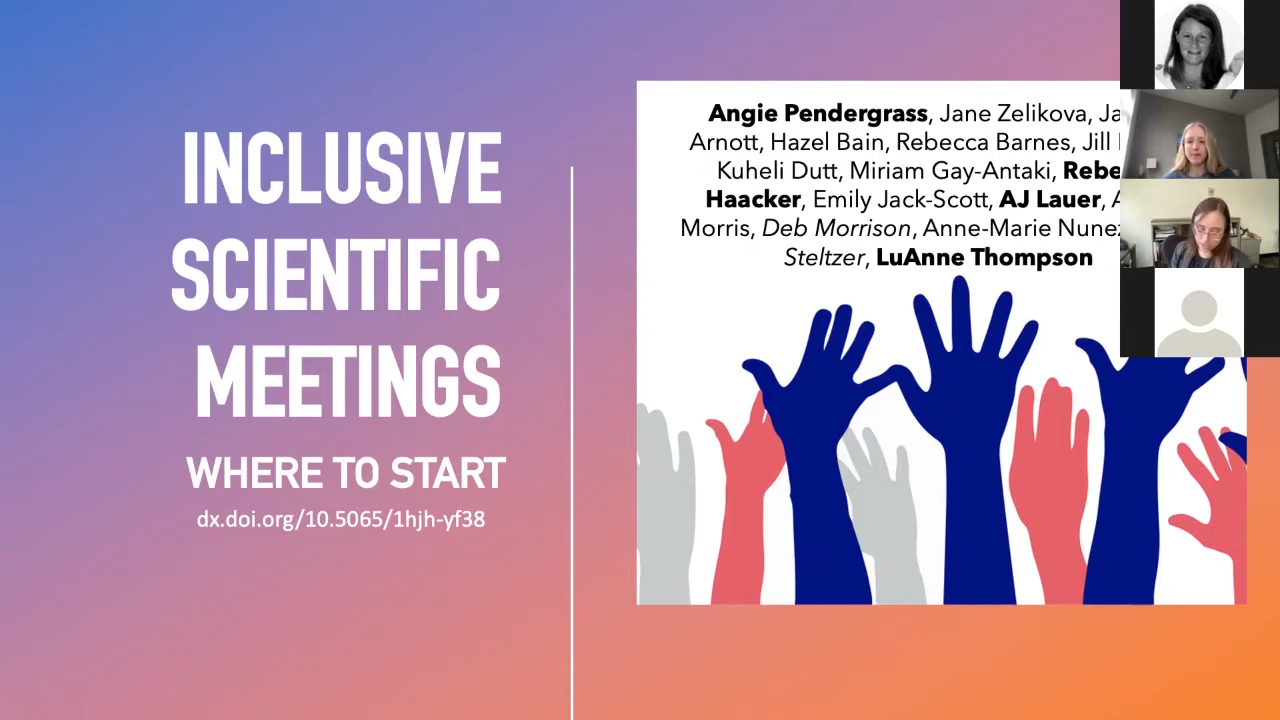 INCLUSIVE
SCIENTIFIC
MEETINGS
WHERE TO START
dx.doi.org/10.5065/1hjh-yf38
Angie Pendergrass, Jane Zelikova,
Arnott, Hazel Bain, Rebecca Barnes, Jill
Kuheli Dutt, Miriam Gay-Antaki,
Haacker, Emily Jack-Scott, AJ Lauer,
Morris, Deb Morrison, Anne-Marie Nunez
Steltzer, LuAnne Thompson